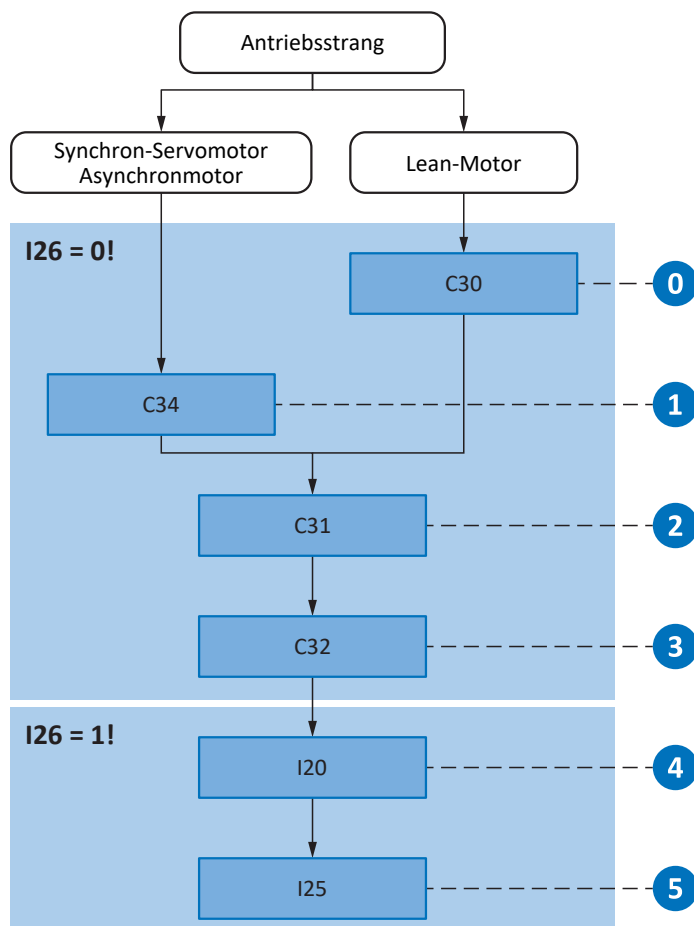 Antriebsstrang
Synchron-Servomotor
Asynchronmotor
Lean-Motor
I26 = 0!
C30
0
C34
1
C31
2
C32
3
I26 = 1!
I20
4
I25
5